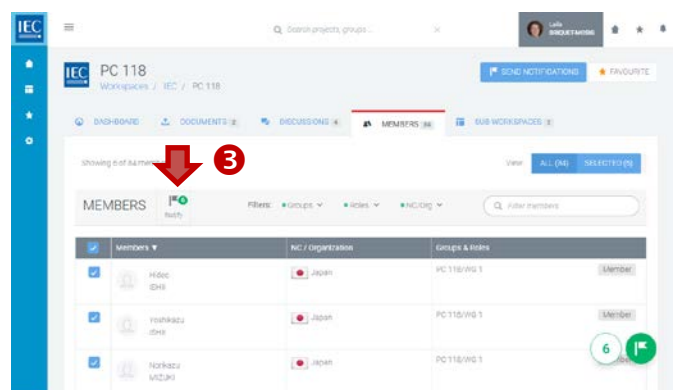 IEC
Search projects, groups ...
Laila
BISQUET-MORIS
IEC
PC 118
Workspaces / IEC / PC 118
SEND NOTIFICATIONS
FAVOURITE
DASHBOARD
DOCUMENTS
DISCUSSIONS
MEMBERS
SUB WORKSPACES
Showing 6 of 84 members
3
View:
ALL (84)
SELECTED
MEMBERS
Notify
Filters:
Groups
Roles
NC/Org
Filter members
Members
NC / Organization
Groups & Roles
Hideo
ISHII
Japan
PC 118/WG 1
Member
Yoshikazu
ISHII
Japan
PC 118/WG 1
Member
6
Norikazu
MIZUKI
Japan
PC 118/WG 1